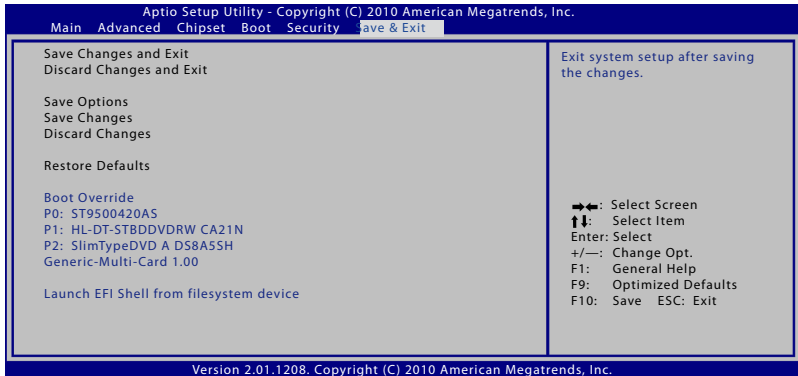 Aptio Setup Utility - Copyright (C) 2010 American Megatrends, Inc.
Main Advanced Chipset Boot Security Save & Exit
Save Changes and Exit
Discard Changes and Exit
Save Options
Save Changes
Discard Changes
Restore Defaults
Boot Override
P0: ST9500420AS
P1: HL-DT-STBDDVDRW CA21N
P2: SlimTypeDVD A DS8A5SH
Generic-Multi-Card 1.00
Launch EFI Shell from filesystem device
Exit system setup after saving
the changes.
→←: Select Screen
↑↓: Select Item
Enter: Select
+/—: Change Opt.
F1: General Help
F9: Optimized Defaults
F10: Save ESC: Exit
Version 2.01.1208. Copyright (C) 2010 American Megatrends, Inc.